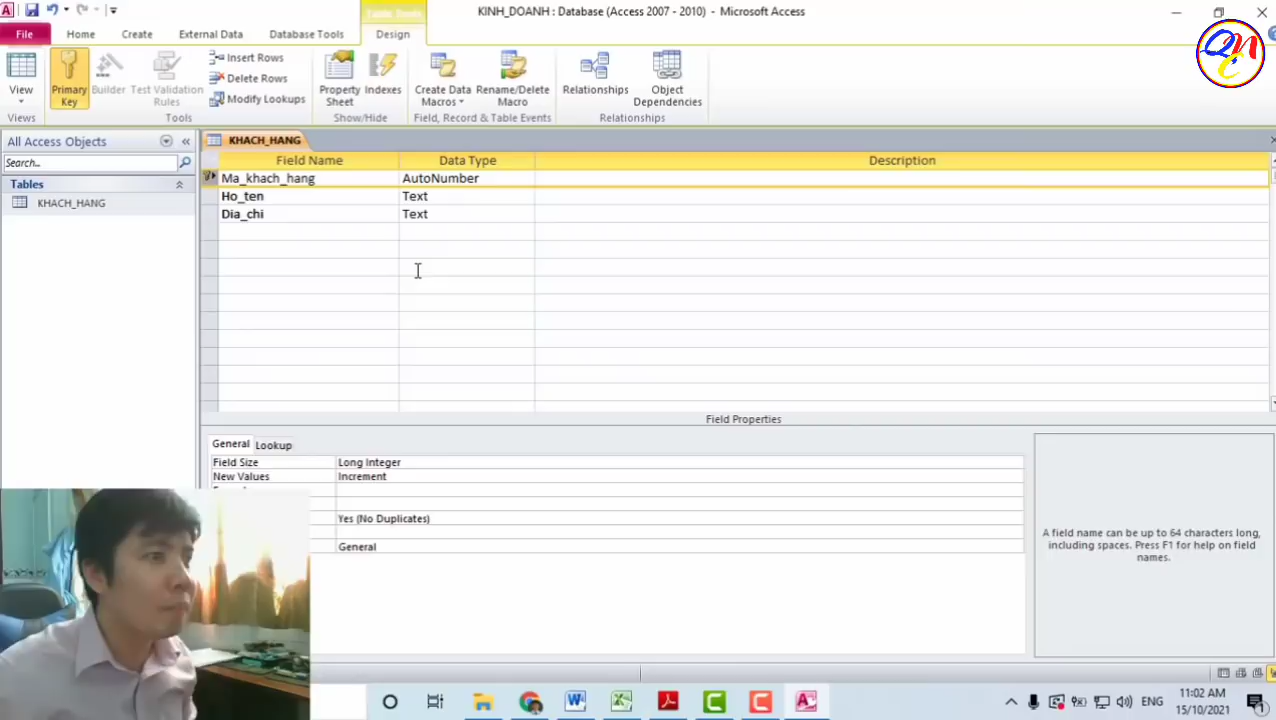 KINH_DOANH : Database (Access 2007 - 2010) - Microsoft Access
Table Tools
File Home Create External Data Database Tools Design
View
Primary Key
Builder
Test Validation Rules
Insert Rows
Delete Rows
Modify Lookups
Property Sheet
Indexes
Create Data Macros
Rename/Delete Macro
Relationships
Object Dependencies
Views Tools Show/Hide Field, Record & Table Events Relationships
All Access Objects
Search...
Tables
KHACH_HANG
KHACH_HANG
Field Name Data Type Description
Ma_khach_hang AutoNumber
Ho_ten Text
Dia_chi Text
Field Properties
General Lookup
Field Size Long Integer
New Values Increment
Yes (No Duplicates)
General
A field name can be up to 64 characters long,
including spaces. Press F1 for help on field
names.
ENG
11:02 AM
15/10/2021